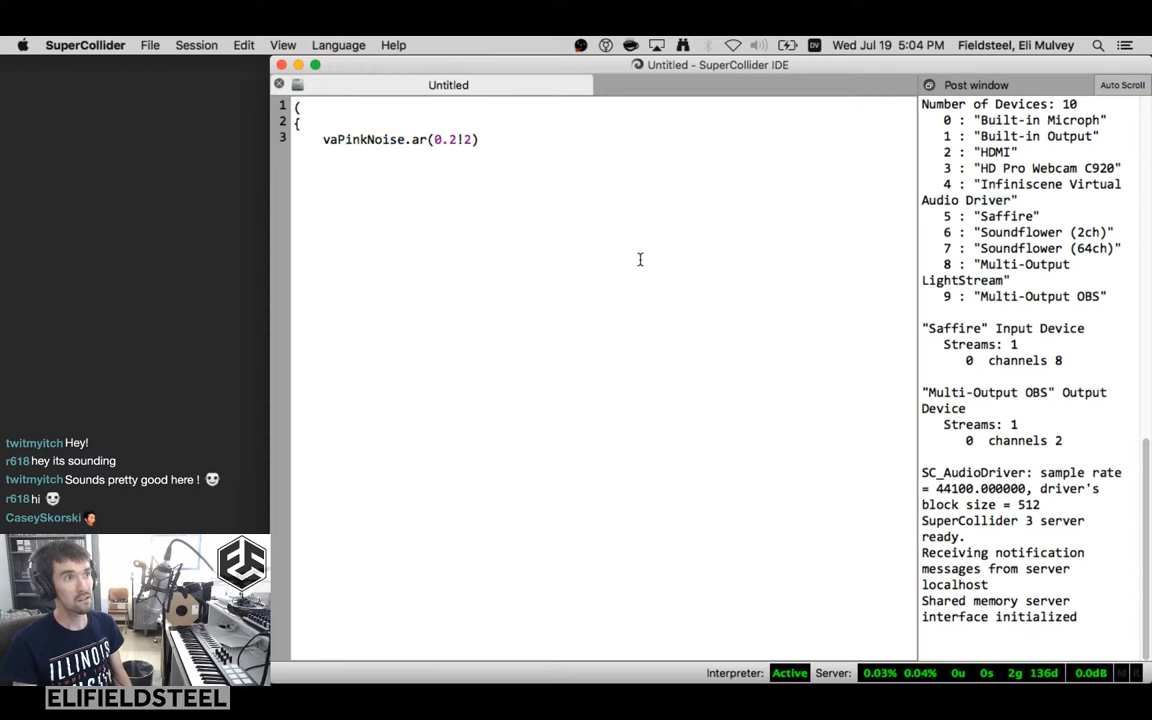 SuperCollider File Session Edit View Language Help
DV Wed Jul 19 5:04 PM Fieldsteel, Eli Mulvey
Untitled - SuperCollider IDE
Untitled
Post window Auto Scroll
1 (
2 {
3 vaPinkNoise.ar(0.2!2)
Number of Devices: 10
0 : "Built-in Microph"
1 : "Built-in Output"
2 : "HDMI"
3 : "HD Pro Webcam C920"
4 : "Infiniscene Virtual
Audio Driver"
5 : "Saffire"
6 : "Soundflower (2ch)"
7 : "Soundflower (64ch)"
8 : "Multi-Output
LightStream"
9 : "Multi-Output OBS"
"Saffire" Input Device
Streams: 1
0 channels 8
"Multi-Output OBS" Output
Device
Streams: 1
0 channels 2
SC_AudioDriver: sample rate
= 44100.000000, driver's
block size = 512
SuperCollider 3 server
ready.
Receiving notification
messages from server
localhost
Shared memory server
interface initialized
twitmyitch Hey!
r618 hey its sounding
twitmyitch Sounds pretty good here !
r618 hi
CaseySkorski
ILLINOIS
ELIFIELDSTEEL
Interpreter: Active Server: 0.03% 0.04% 0u 0s 2g 136d 0.0dB M R